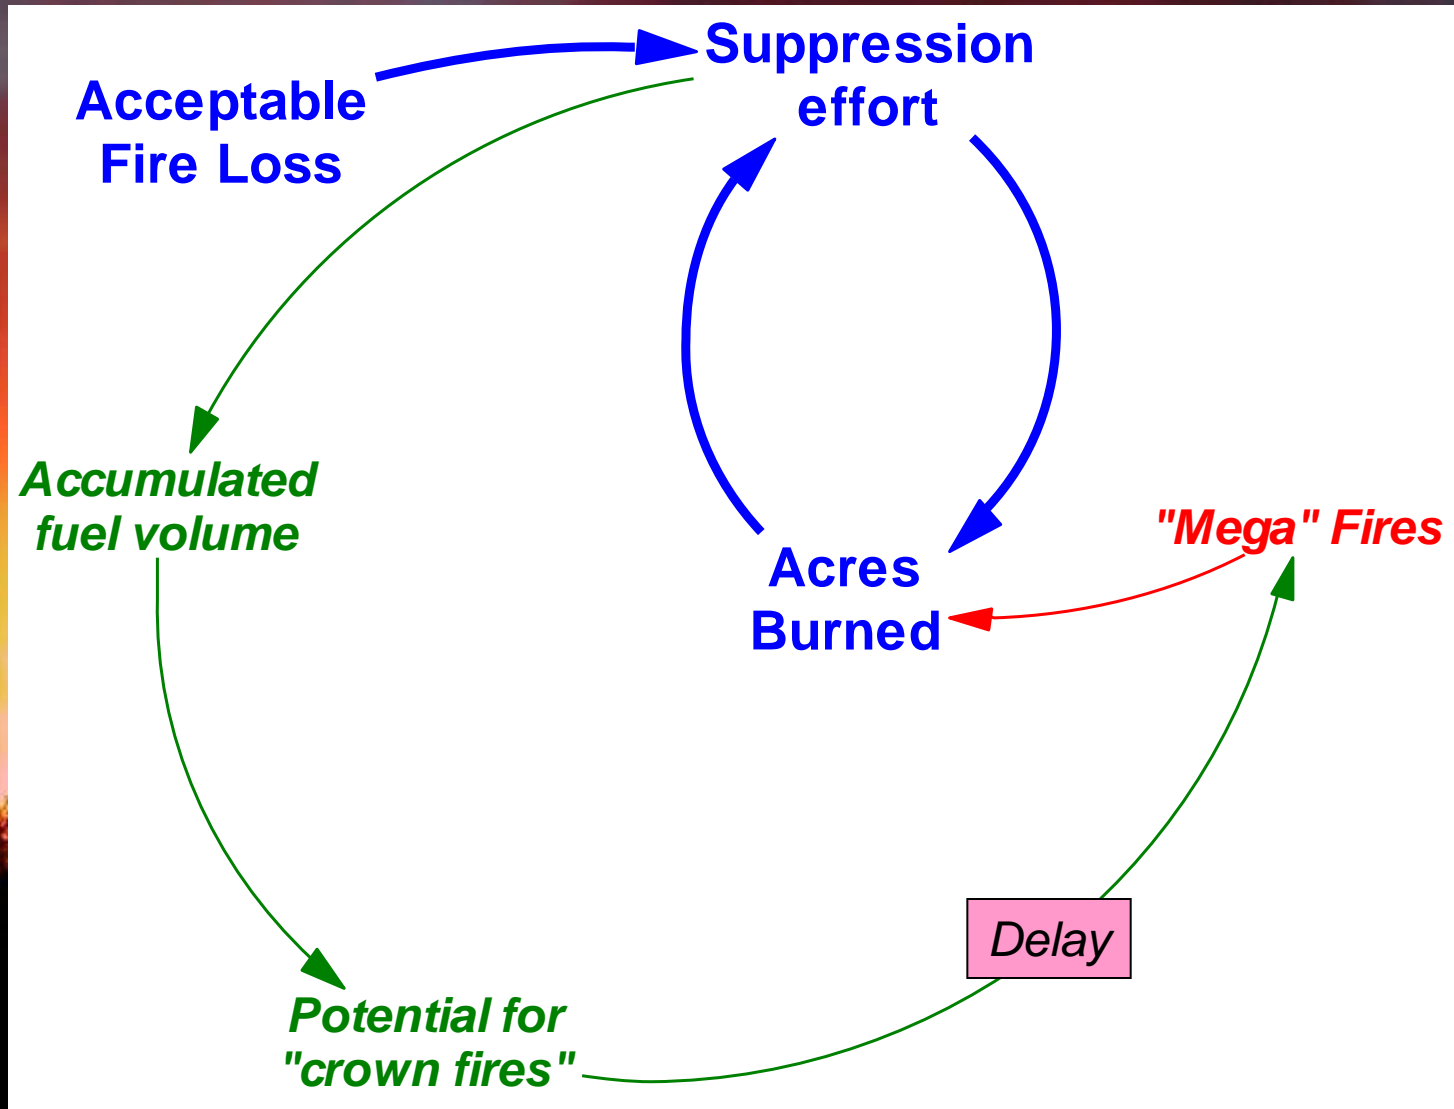 Suppression
effort
Acceptable
Fire Loss
Accumulated
fuel volume
"Mega" Fires
Acres
Burned
Delay
Potential for
"crown fires"